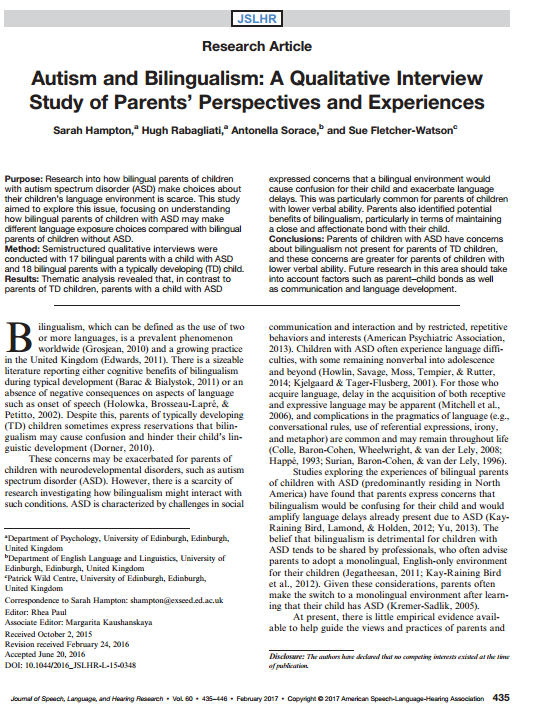 JSLHR
Research Article
Autism and Bilingualism: A Qualitative Interview
Study of Parents' Perspectives and Experiences
Sarah Hampton,a Hugh Rabagliati,a Antonella Sorace,b and Sue Fletcher-Watsonc
Purpose: Research into how bilingual parents of children
with autism spectrum disorder (ASD) make choices about
their children's language environment is scarce. This study
aimed to explore this issue, focusing on understanding
how bilingual parents of children with ASD may make
different language exposure choices compared with bilingual
parents of children without ASD.
Method: Semistructured qualitative interviews were
conducted with 17 bilingual parents with a child with ASD
and 18 bilingual parents with a typically developing (TD) child.
Results: Thematic analysis revealed that, in contrast to
parents of TD children, parents with a child with ASD
expressed concerns that a bilingual environment would
cause confusion for their child and exacerbate language
delays. This was particularly common for parents of children
with lower verbal ability. Parents also identified potential
benefits of bilingualism, particularly in terms of maintaining
a close and affectionate bond with their child.
Conclusions: Parents of children with ASD have concerns
about bilingualism not present for parents of TD children,
and these concerns are greater for parents of children with
lower verbal ability. Future research in this area should take
into account factors such as parent–child bonds as well
as communication and language development.
Bilingualism, which can be defined as the use of two
or more languages, is a prevalent phenomenon
worldwide (Grosjean, 2010) and a growing practice
in the United Kingdom (Edwards, 2011). There is a sizeable
literature reporting either cognitive benefits of bilingualism
during typical development (Barac & Bialystok, 2011) or an
absence of negative consequences on aspects of language
such as onset of speech (Holowka, Brosseau-Lapré, &
Petitto, 2002). Despite this, parents of typically developing
(TD) children sometimes express reservations that bilin-
gualism may cause confusion and hinder their child's lin-
guistic development (Dorner, 2010).
These concerns may be exacerbated for parents of
children with neurodevelopmental disorders, such as autism
spectrum disorder (ASD). However, there is a scarcity of
research investigating how bilingualism might interact with
such conditions. ASD is characterized by challenges in social
aDepartment of Psychology, University of Edinburgh, Edinburgh,
United Kingdom
bDepartment of English Language and Linguistics, University of
Edinburgh, Edinburgh, United Kingdom
cPatrick Wild Centre, University of Edinburgh, Edinburgh,
United Kingdom
Correspondence to Sarah Hampton: shampton@exseed.ed.ac.uk
Editor: Rhea Paul
Associate Editor: Margarita Kaushanskaya
Received October 2, 2015
Revision received February 24, 2016
Accepted June 20, 2016
DOI: 10.1044/2016_JSLHR-L-15-0348
communication and interaction and by restricted, repetitive
behaviors and interests (American Psychiatric Association,
2013). Children with ASD often experience language diffi-
culties, with some remaining nonverbal into adolescence
and beyond (Howlin, Savage, Moss, Tempier, & Rutter,
2014; Kjelgaard & Tager-Flusberg, 2001). For those who
acquire language, delay in the acquisition of both receptive
and expressive language may be apparent (Mitchell et al.,
2006), and complications in the pragmatics of language (e.g.,
conversational rules, use of referential expressions, irony,
and metaphor) are common and may remain throughout life
(Colle, Baron-Cohen, Wheelwright, & van der Lely, 2008;
Happé, 1993; Surian, Baron-Cohen, & van der Lely, 1996).
Studies exploring the experiences of bilingual parents
of children with ASD (predominantly residing in North
America) have found that parents express concerns that
bilingualism would be confusing for their child and would
amplify language delays already present due to ASD (Kay-
Raining Bird, Lamond, & Holden, 2012; Yu, 2013). The
belief that bilingualism is detrimental for children with
ASD tends to be shared by professionals, who often advise
parents to adopt a monolingual, English-only environment
for their children (Jegatheesan, 2011; Kay-Raining Bird
et al., 2012). Given these considerations, parents often
make the switch to a monolingual environment after learn-
ing that their child has ASD (Kremer-Sadlik, 2005).
At present, there is little empirical evidence avail-
able to help guide the views and practices of parents and
Disclosure: The authors have declared that no competing interests existed at the time
of publication.
Journal of Speech, Language, and Hearing Research • Vol. 60 • 435–446 • February 2017 • Copyright © 2017 American Speech-Language-Hearing Association 435